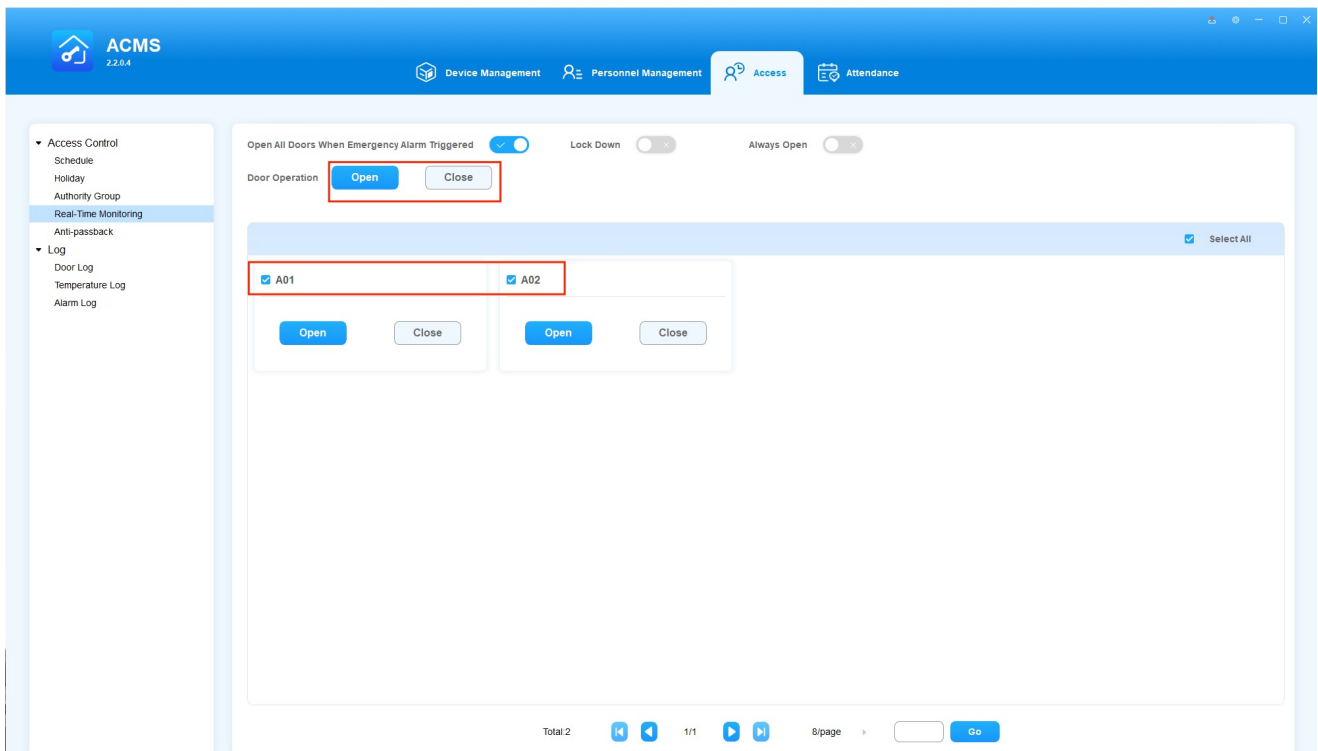 ACMS
2.2.0.4
Device Management
Personnel Management
Access
Attendance
Access Control
Schedule
Holiday
Authority Group
Real-Time Monitoring
Anti-passback
Log
Door Log
Temperature Log
Alarm Log
Open All Doors When Emergency Alarm Triggered
Lock Down
Always Open
Door Operation
Open
Close
Select All
A01
A02
Open
Close
Open
Close
Total:2
1/1
8/page
Go